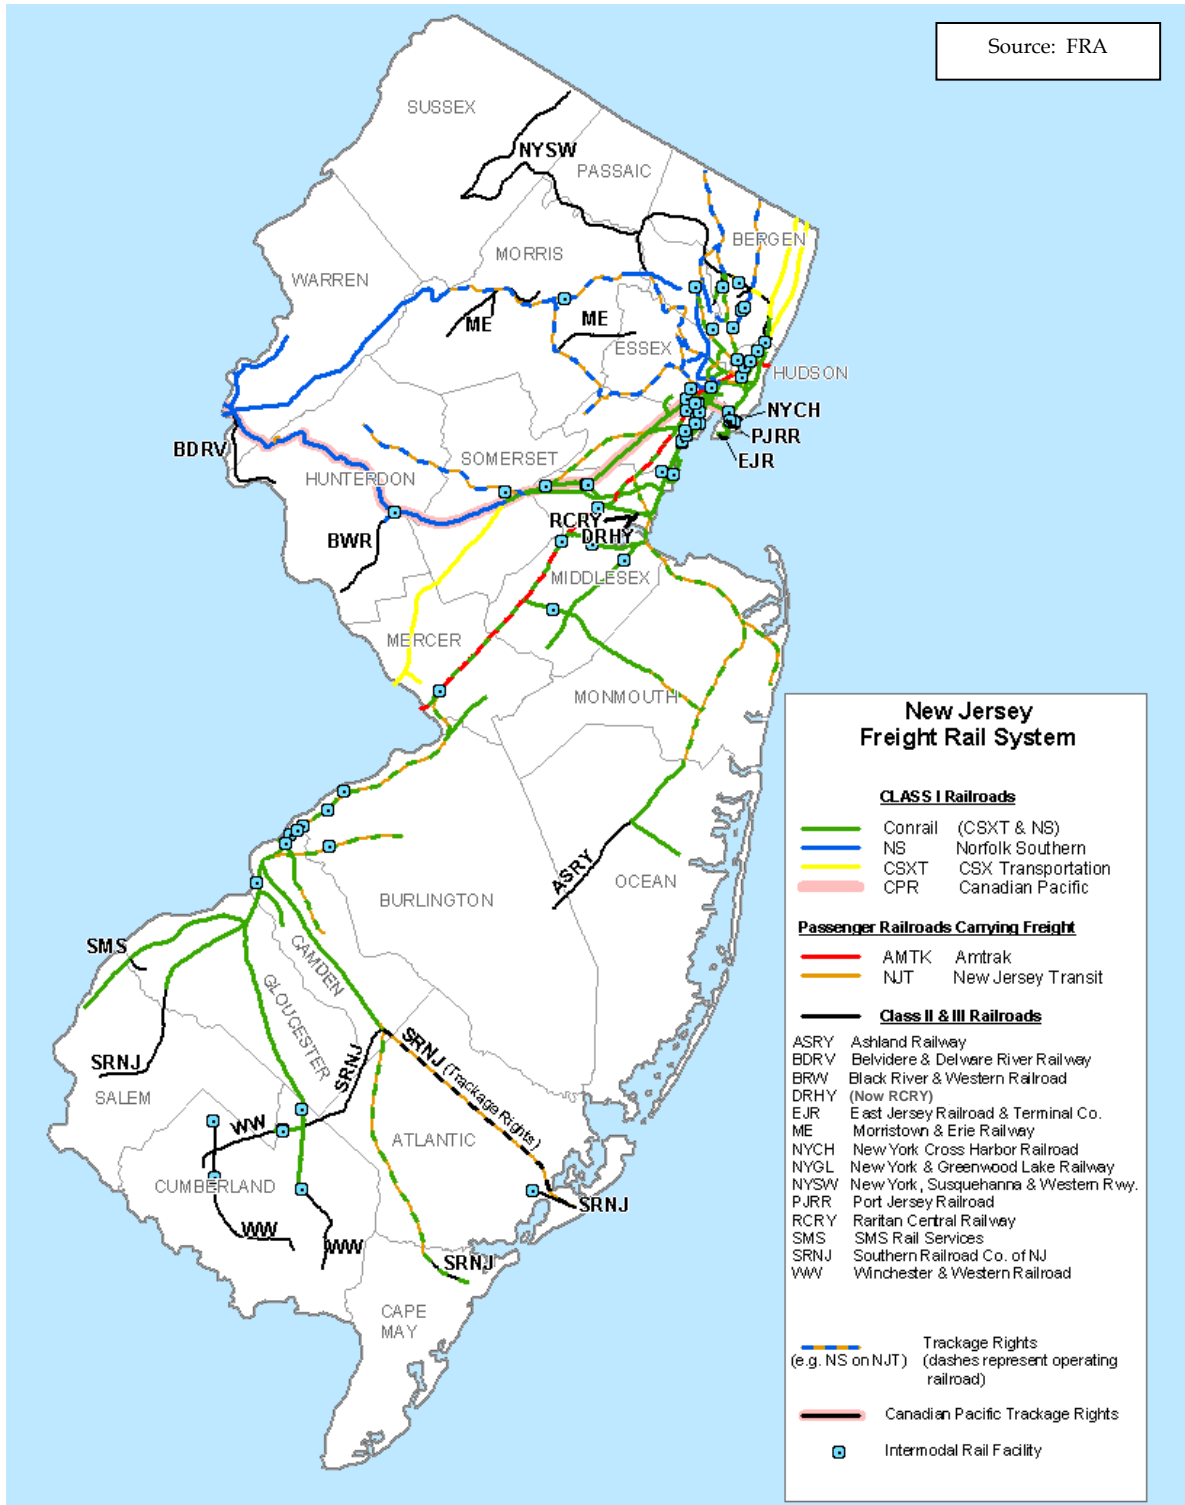 Source: FRA
SUSSEX
NYSW
PASSAIC
BERGEN
MORRIS
WARREN
ME
ME
ESSEX
HUDSON
NYCH
PJRR
EJR
BDRV
SOMERSET
HUNTERDON
RCRY
DRHY
BWR
MIDDLESEX
MERCER
MONMOUTH
ASRY
OCEAN
BURLINGTON
SMS
CAMDEN
GLOUCESTER
SRNJ
SRNJ
SRNJ (Trackage Rights)
SALEM
WW
ATLANTIC
CUMBERLAND
SRNJ
WW
WW
SRNJ
CAPE
MAY
New Jersey
Freight Rail System
CLASS I Railroads
Conrail (CSXT & NS)
NS Norfolk Southern
CSXT CSX Transportation
CPR Canadian Pacific
Passenger Railroads Carrying Freight
AMTK Amtrak
NJT New Jersey Transit
Class II & III Railroads
ASRY Ashland Railway
BDRV Belvidere & Delware River Railway
BRW Black River & Western Railroad
DRHY (Now RCRY)
EJR East Jersey Railroad & Terminal Co.
ME Morristown & Erie Railway
NYCH New York Cross Harbor Railroad
NYGL New York & Greenwood Lake Railway
NYSW New York, Susquehanna & Western Rwy.
PJRR Port Jersey Railroad
RCRY Raritan Central Railway
SMS SMS Rail Services
SRNJ Southern Railroad Co. of NJ
WW Winchester & Western Railroad
Trackage Rights
(e.g. NS on NJT) (dashes represent operating
railroad)
Canadian Pacific Trackage Rights
Intermodal Rail Facility